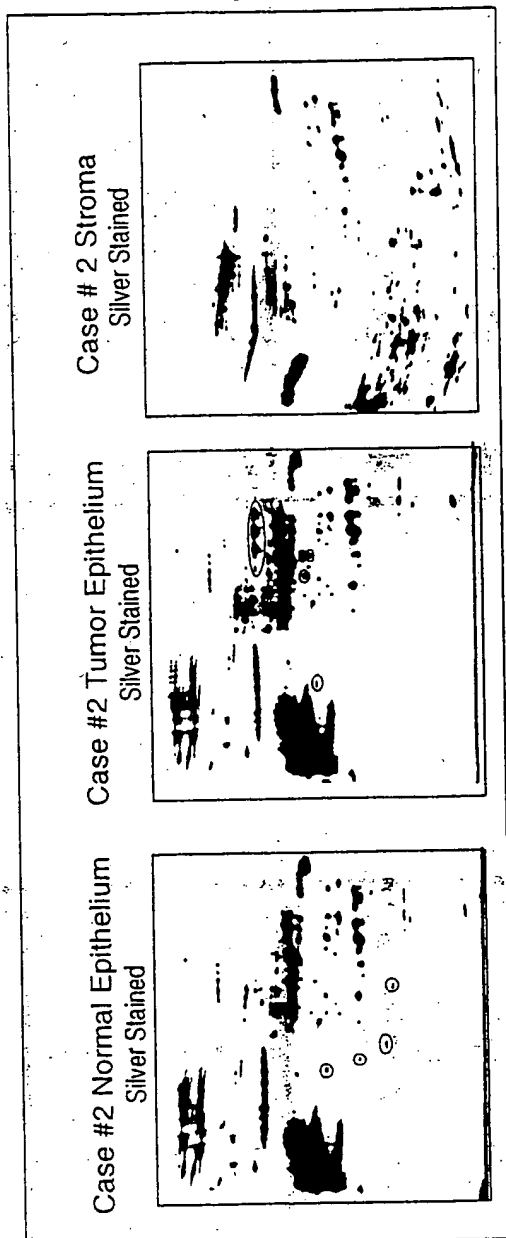 Case #2 Normal Epithelium
Silver Stained
Case #2 Tumor Epithelium
Silver Stained
Case # 2 Stroma
Silver Stained